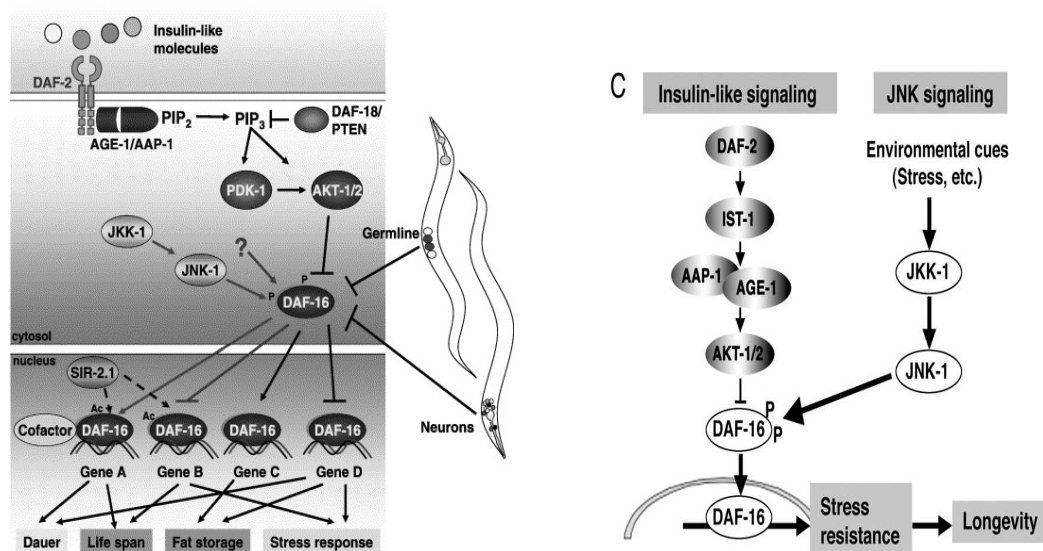 Insulin-like
molecules
DAF-2
PIP2
PIP3
DAF-18/
PTEN
AGE-1/AAP-1
PDK-1
AKT-1/2
JKK-1
?
Germline
JNK-1
P
P
DAF-16
cytosol
nucleus
SIR-2.1
Ac
Ac
Neurons
Cofactor
DAF-16
DAF-16
DAF-16
DAF-16
Gene A
Gene B
Gene C
Gene D
Dauer
Life span
Fat storage
Stress response
C
Insulin-like signaling
JNK signaling
DAF-2
Environmental cues
(Stress, etc.)
IST-1
AAP-1
AGE-1
JKK-1
AKT-1/2
JNK-1
P
DAF-16
P
DAF-16
Stress
resistance
Longevity